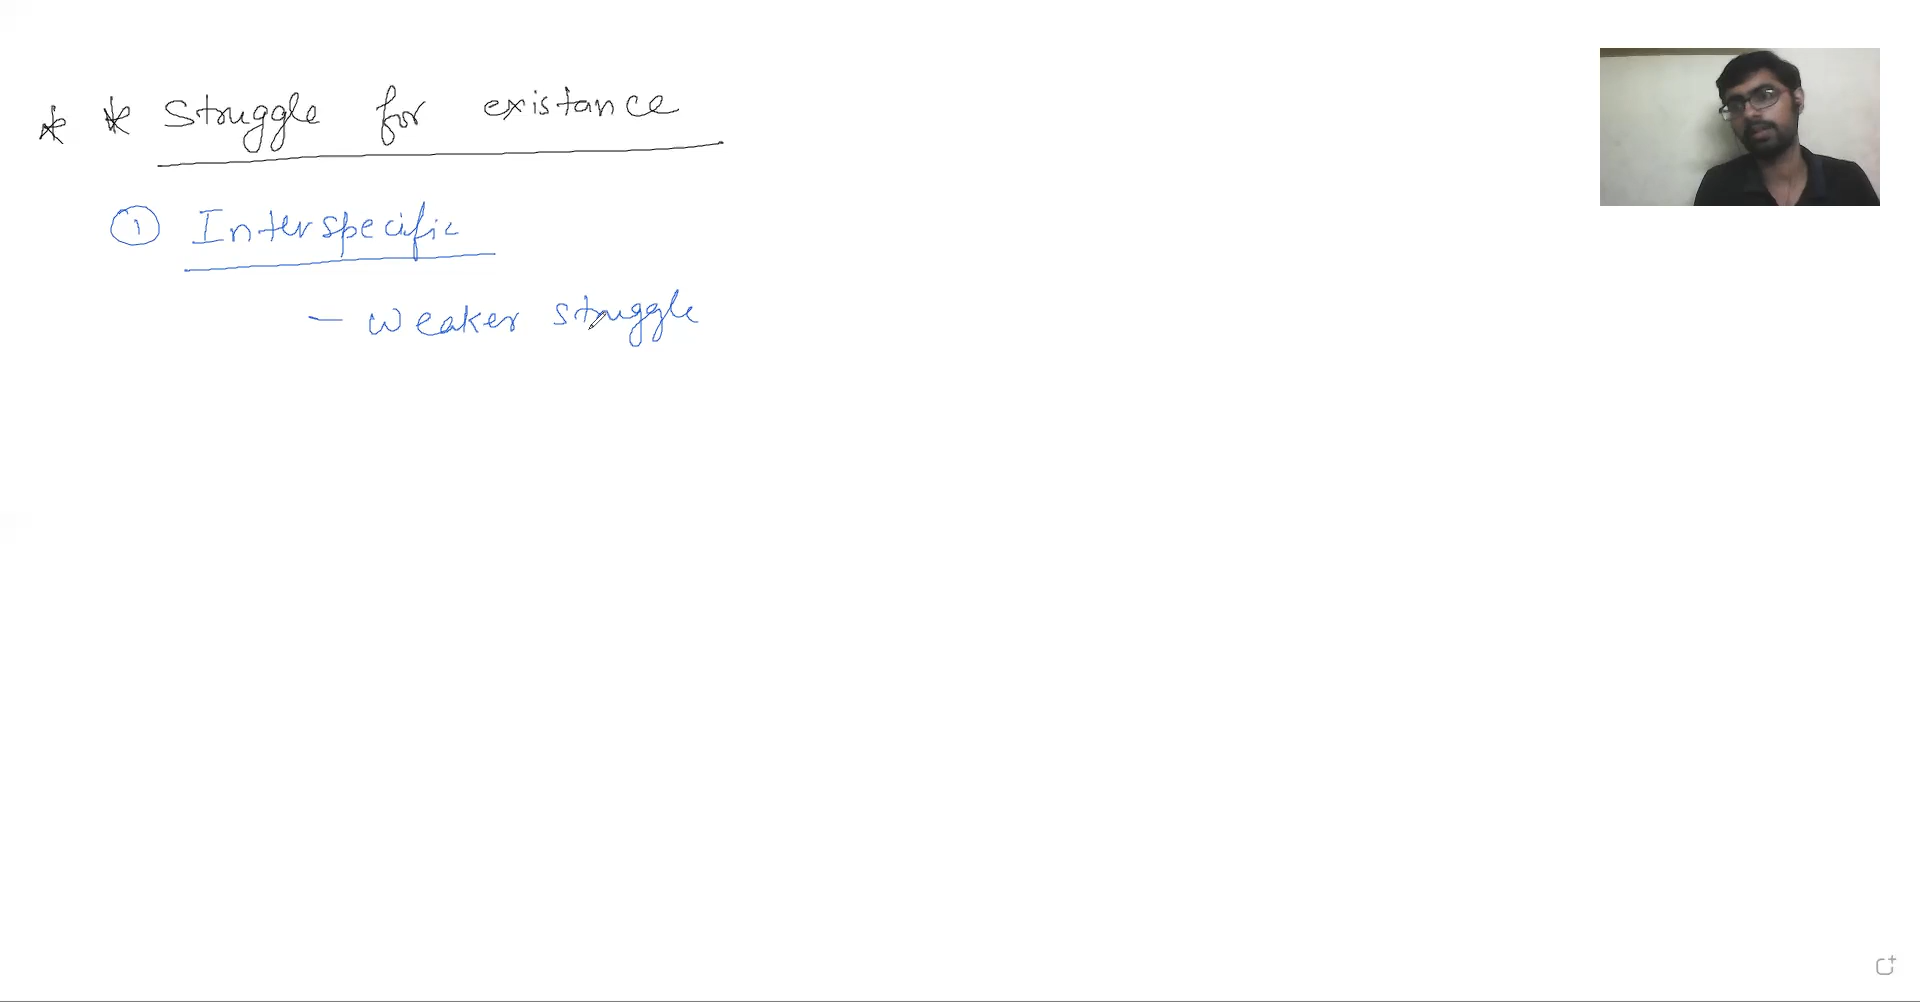 * * Struggle for existance
① Interspecific
- weaker struggle